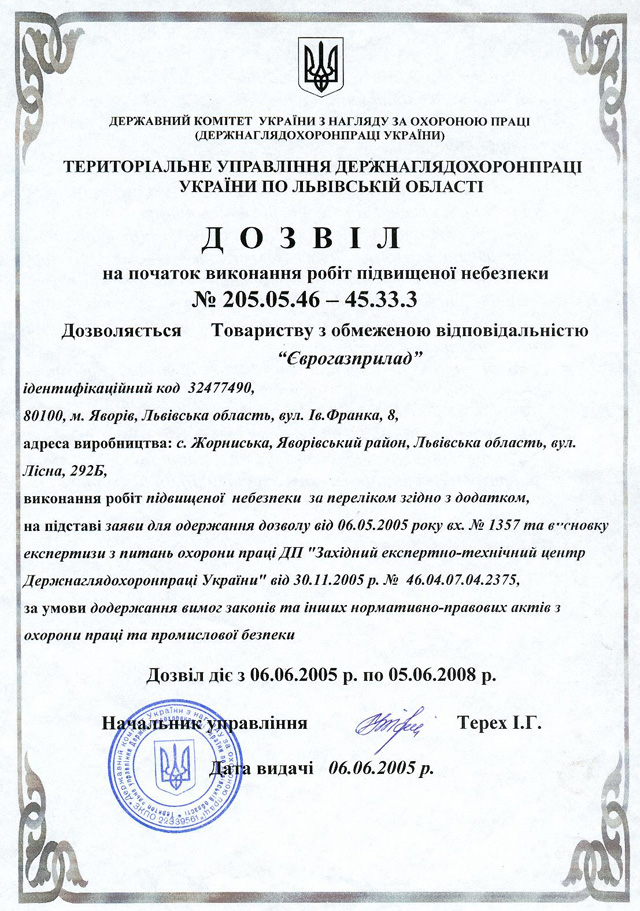 ДЕРЖАВНИЙ КОМІТЕТ УКРАЇНИ З НАГЛЯДУ ЗА ОХОРОНОЮ ПРАЦІ
(ДЕРЖНАГЛЯДОХОРОНПРАЦІ УКРАЇНИ)
ТЕРИТОРІАЛЬНЕ УПРАВЛІННЯ ДЕРЖНАГЛЯДОХОРОНПРАЦІ
УКРАЇНИ ПО ЛЬВІВСЬКІЙ ОБЛАСТІ
ДОЗВІЛ
на початок виконання робіт підвищеної небезпеки
№ 205.05.46 – 45.33.3
Дозволяється Товариству з обмеженою відповідальністю
“Єврогазприлад”
ідентифікаційний код 32477490,
80100, м. Яворів, Львівська область, вул. Ів.Франка, 8,
адреса виробництва: с. Жорниська, Яворівський район, Львівська область, вул.
Лісна, 292Б,
виконання робіт підвищеної небезпеки за переліком згідно з додатком,
на підставі заяви для одержання дозволу від 06.05.2005 року вх. № 1357 та висновку
експертизи з питань охорони праці ДП "Західний експертно-технічний центр
Держнаглядохоронпраці України" від 30.11.2005 р. № 46.04.07.04.2375,
за умови додержання вимог законів та інших нормативно-правових актів з
охорони праці та промислової безпеки
Дозвіл діє з 06.06.2005 р. по 05.06.2008 р.
Начальник управління Терех І.Г.
Дата видачі 06.06.2005 р.